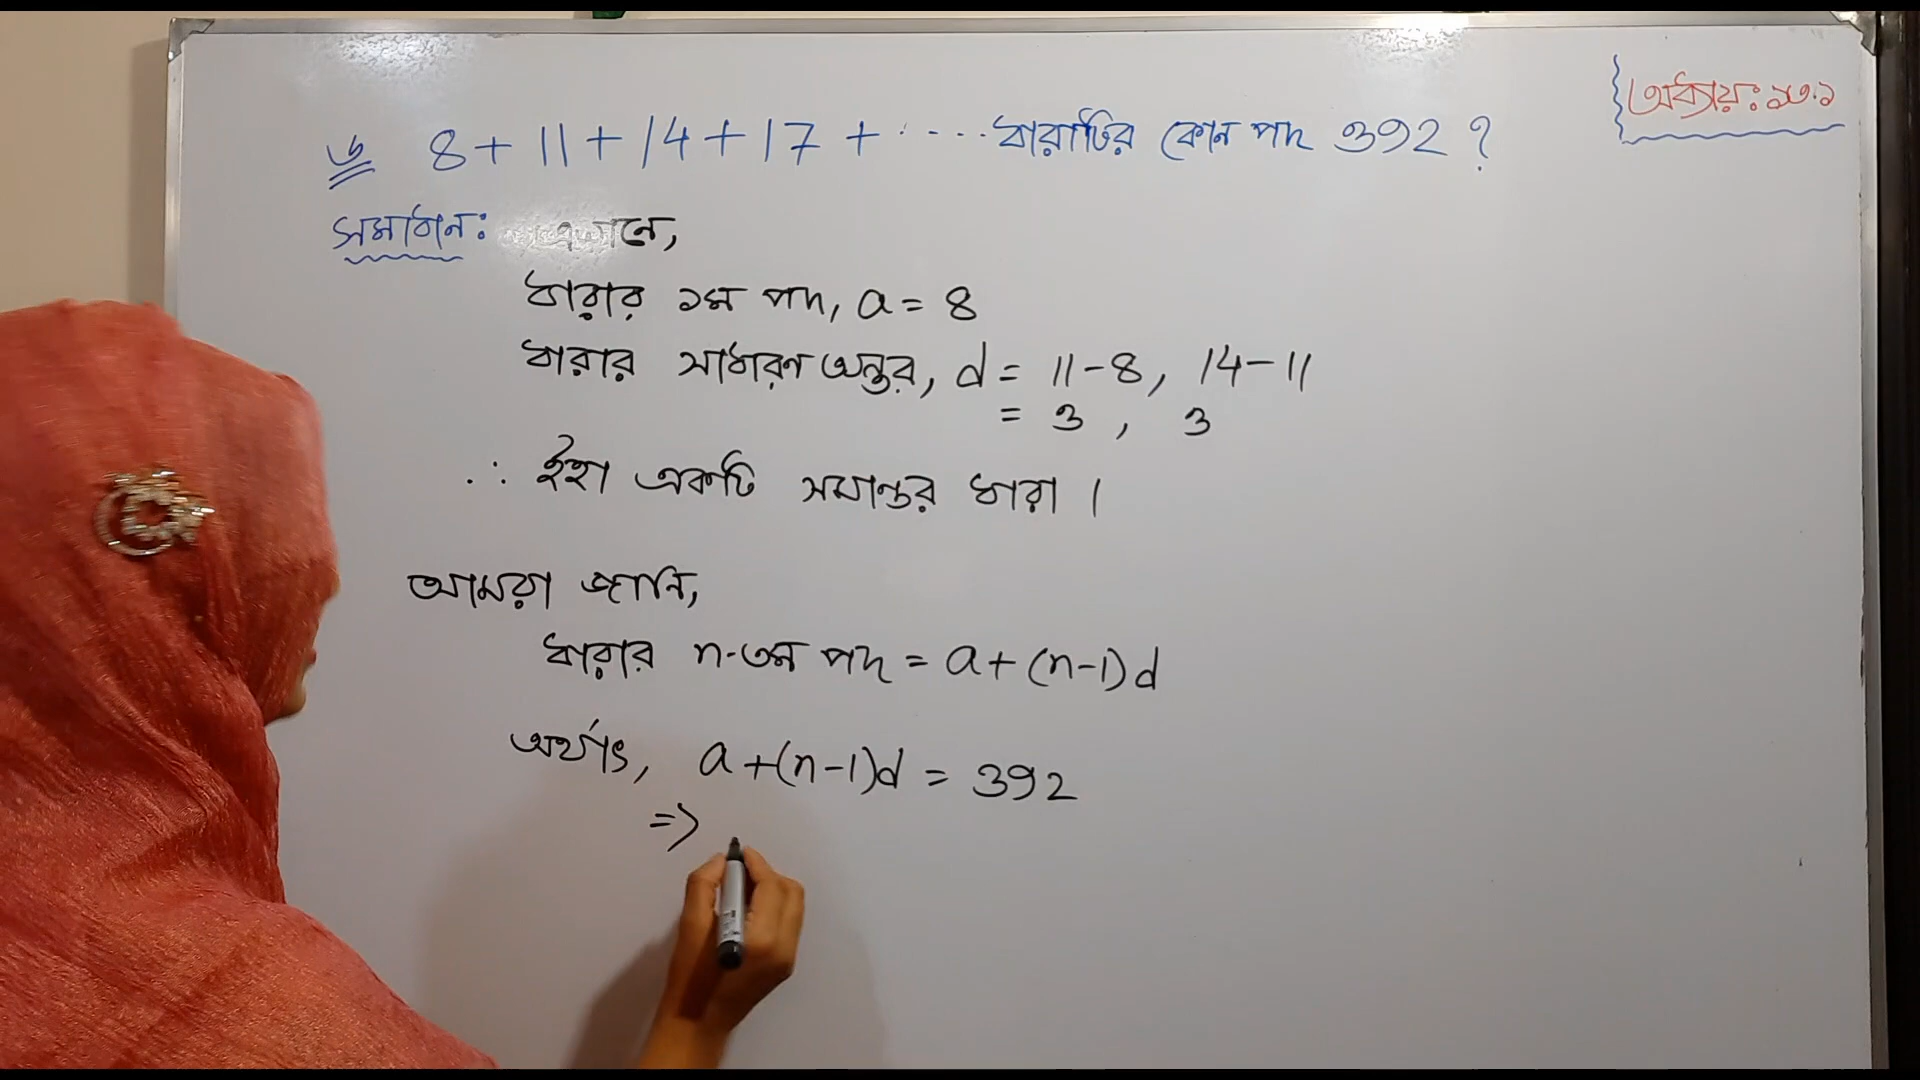 অধ্যায়ঃ ১৩.১
৬ 8 + 11 + 14 + 17 + ..... ধারাটির কোন পদ 392 ?
সমাধানঃ এখানে,
ধারার ১ম পদ, a = 8
ধারার সাধারণ অন্তর, d = 11 - 8, 14 - 11
= 3 , 3
∴ ইহা একটি সমান্তর ধারা ।
আমরা জানি,
ধারার n-তম পদ = a + (n-1)d
অর্থাৎ, a + (n-1)d = 392
=>